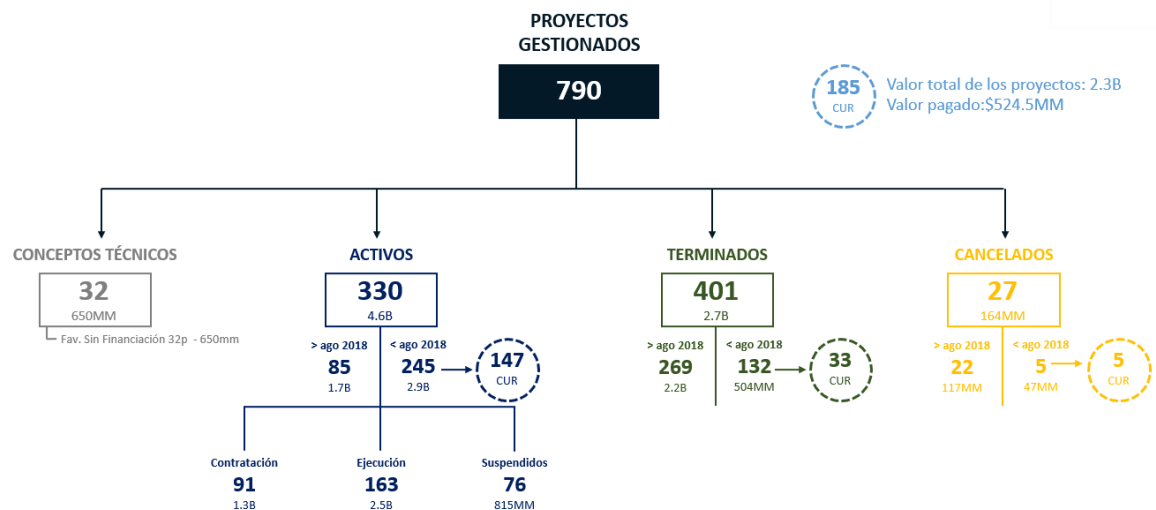 PROYECTOS
GESTIONADOS
790
185
CUR
Valor total de los proyectos: 2.3B
Valor pagado:$524.5MM
CONCEPTOS TÉCNICOS
32
650MM
Fav. Sin Financiación 32p - 650mm
ACTIVOS
330
4.6B
> ago 2018
85
1.7B
< ago 2018
245
2.9B
147
CUR
Contratación
91
1.3B
Ejecución
163
2.5B
Suspendidos
76
815MM
TERMINADOS
401
2.7B
> ago 2018
269
2.2B
< ago 2018
132
504MM
33
CUR
CANCELADOS
27
164MM
> ago 2018
22
117MM
< ago 2018
5
47MM
5
CUR